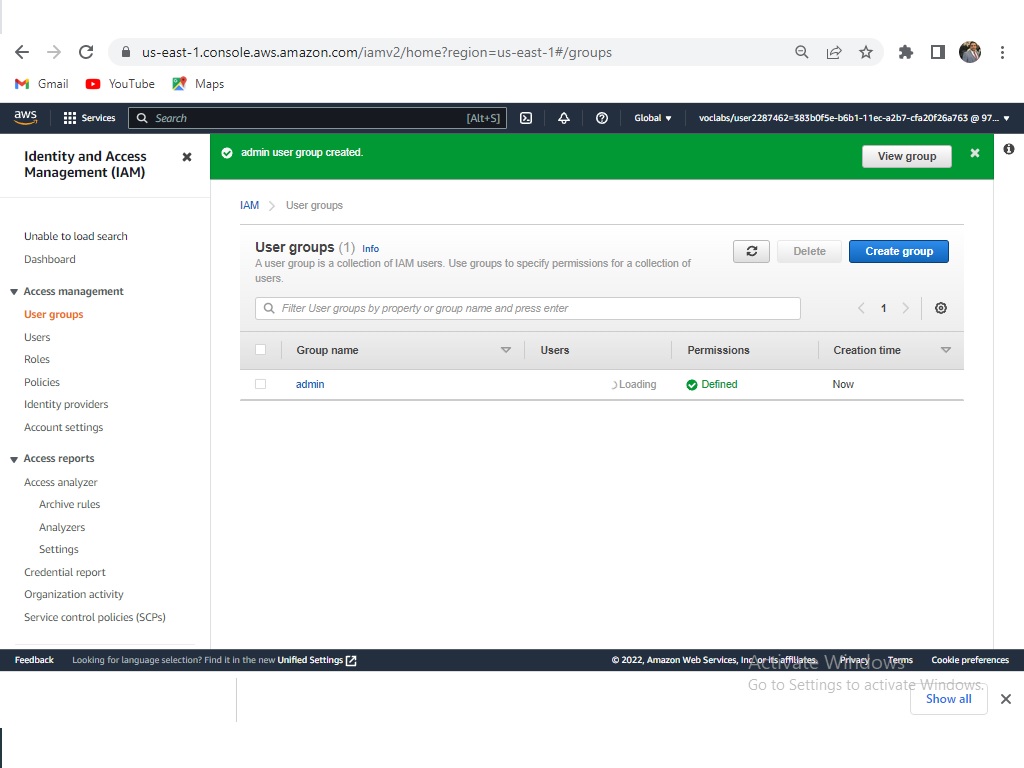 us-east-1.console.aws.amazon.com/iamv2/home?region=us-east-1#/groups
Gmail YouTube Maps
aws Services Search [Alt+S] Global voclabs/user2287462=383b0f5e-b6b1-11ec-a2b7-cfa20f26a763 @ 97...
Identity and Access
Management (IAM)
Unable to load search
Dashboard
Access management
User groups
Users
Roles
Policies
Identity providers
Account settings
Access reports
Access analyzer
Archive rules
Analyzers
Settings
Credential report
Organization activity
Service control policies (SCPs)
admin user group created. View group
IAM User groups
User groups (1) Info
A user group is a collection of IAM users. Use groups to specify permissions for a collection of
users.
Delete Create group
Filter User groups by property or group name and press enter
1
Group name Users Permissions Creation time
admin Loading Defined Now
Feedback Looking for language selection? Find it in the new Unified Settings © 2022, Amazon Web Services, Inc. or its affiliates. Privacy Terms Cookie preferences
Activate Windows
Go to Settings to activate Windows.
Show all